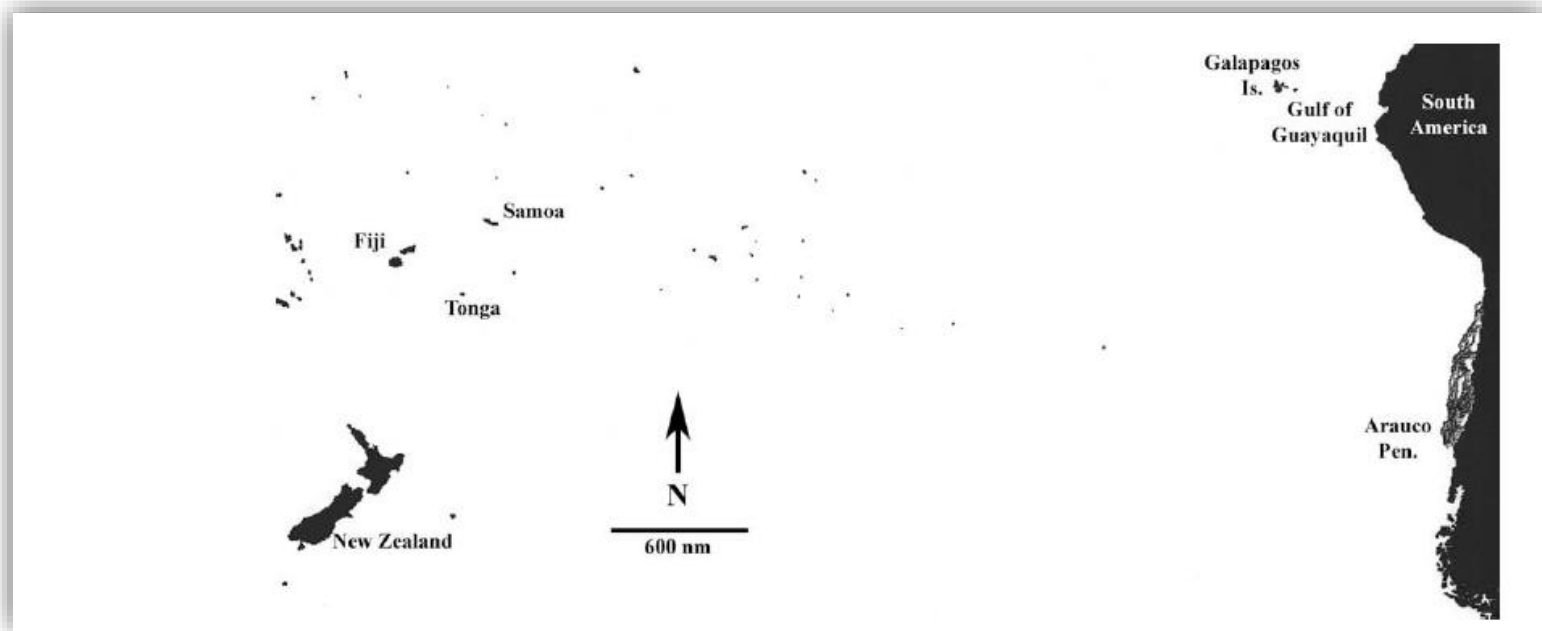 Galapagos
Is.
Gulf of
Guayaquil
South
America
Samoa
Fiji
Tonga
Arauco
Pen.
N
New Zealand
600 nm